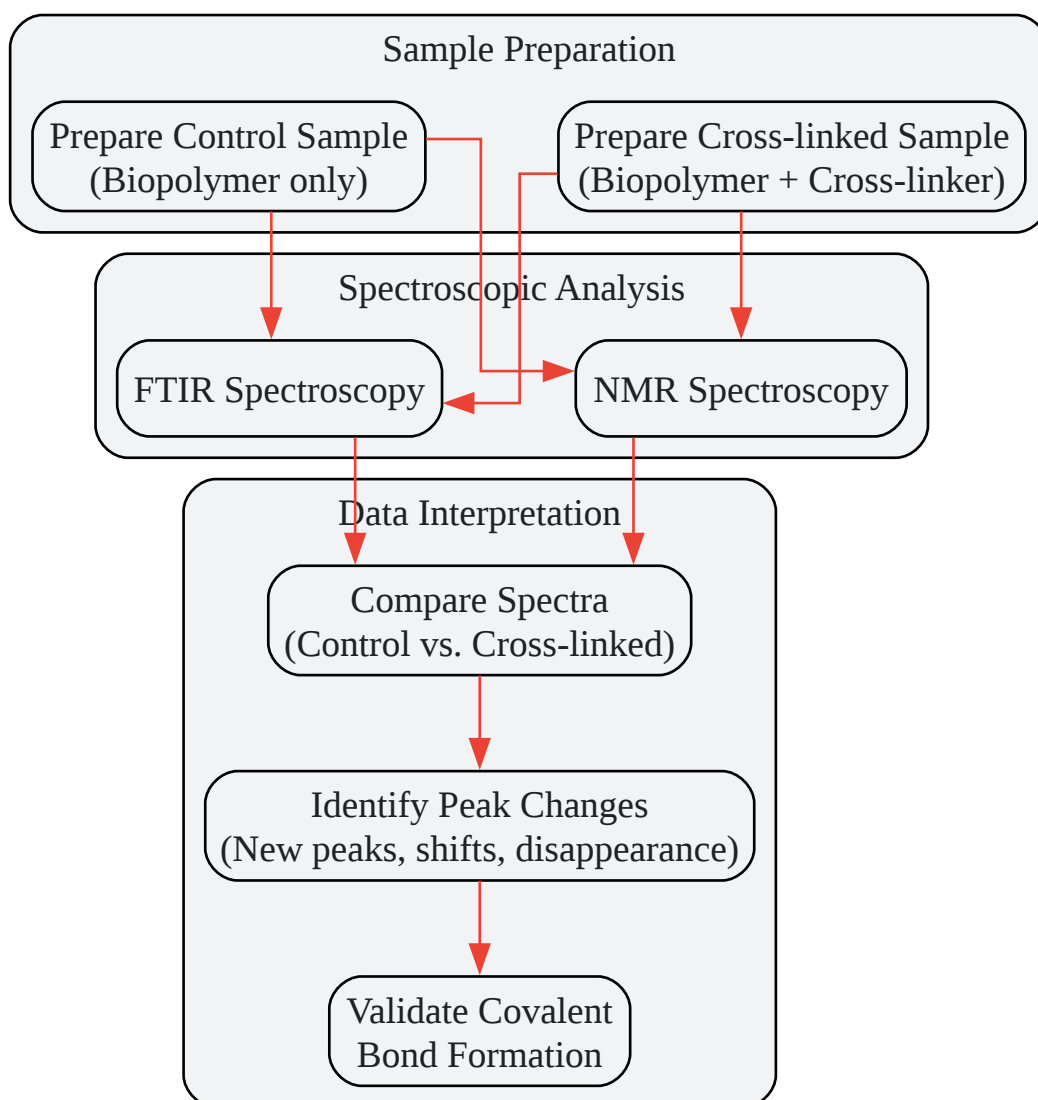 Sample Preparation
Prepare Control Sample
(Biopolymer only)
Prepare Cross-linked Sample
(Biopolymer + Cross-linker)
Spectroscopic Analysis
FTIR Spectroscopy
NMR Spectroscopy
Data Interpretation
Compare Spectra
(Control vs. Cross-linked)
Identify Peak Changes
(New peaks, shifts, disappearance)
Validate Covalent
Bond Formation